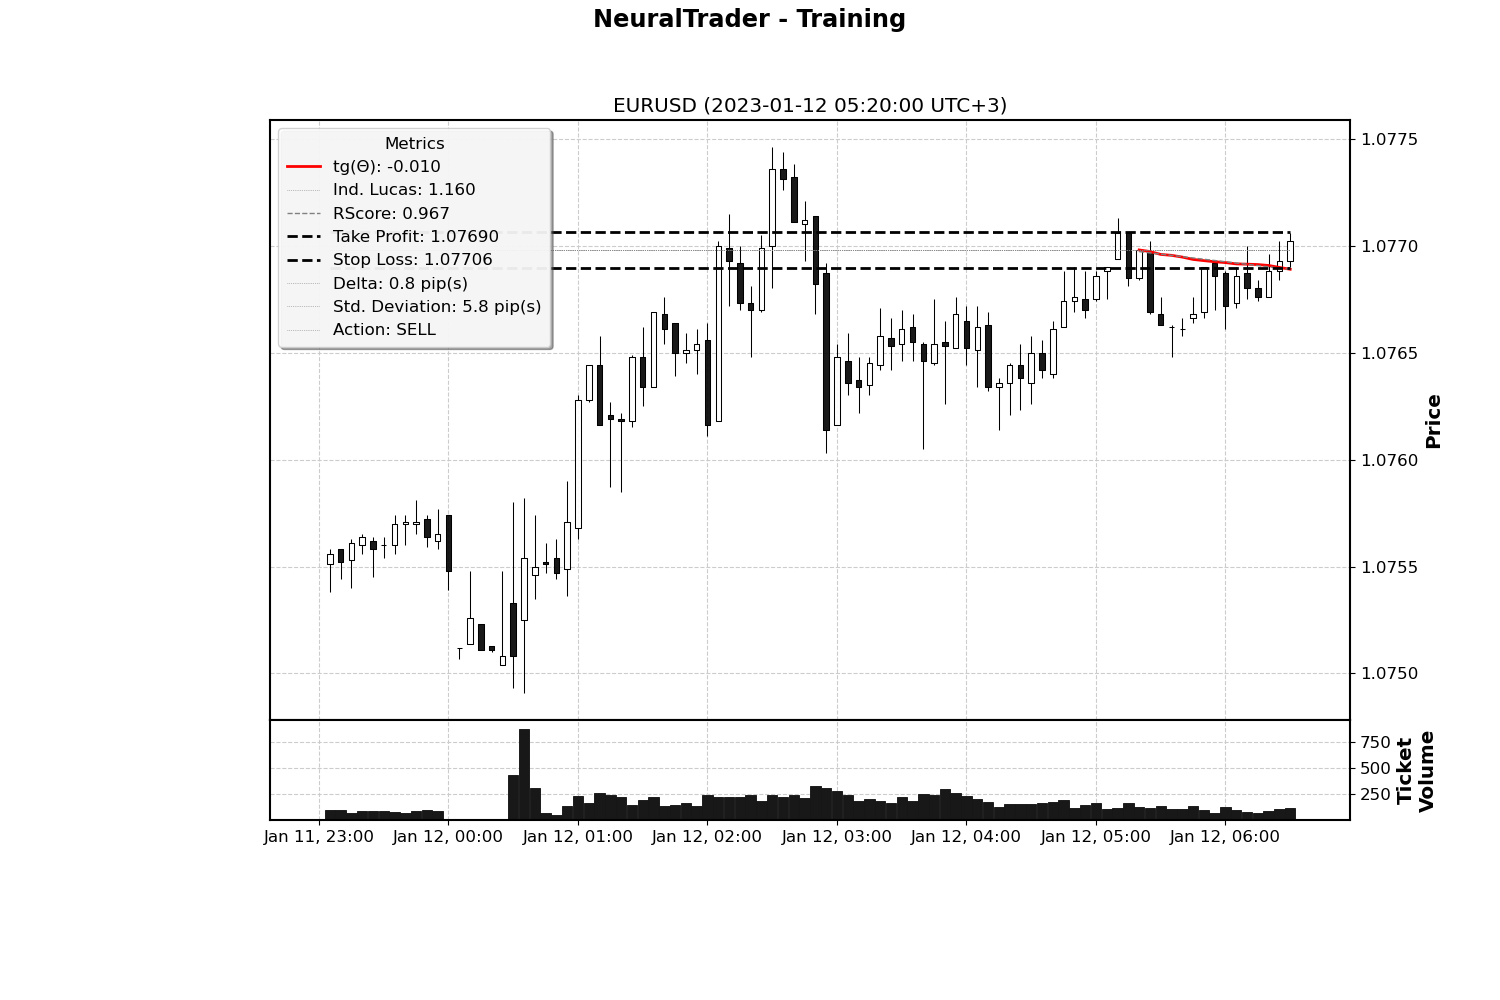 NeuralTrader - Training
EURUSD (2023-01-12 05:20:00 UTC+3)
Metrics
tg(Θ): -0.010
Ind. Lucas: 1.160
RScore: 0.967
Take Profit: 1.07690
Stop Loss: 1.07706
Delta: 0.8 pip(s)
Std. Deviation: 5.8 pip(s)
Action: SELL
1.0775
1.0770
1.0765
1.0760
1.0755
1.0750
Price
750
500
250
Ticket
Volume
Jan 11, 23:00
Jan 12, 00:00
Jan 12, 01:00
Jan 12, 02:00
Jan 12, 03:00
Jan 12, 04:00
Jan 12, 05:00
Jan 12, 06:00